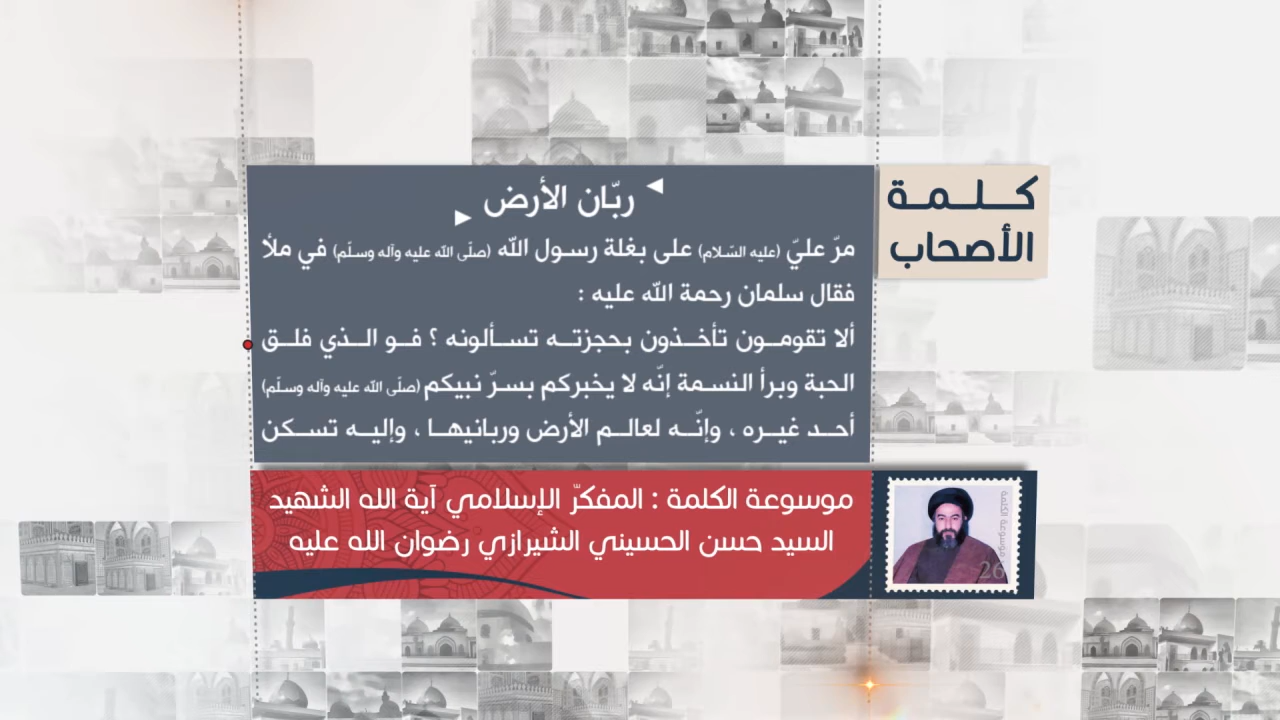 كلمة
الأصحاب
ربّان الأرض
مرّ عليّ (عليه السّلام) على بغلة رسول الله (صلّى الله عليه وآله وسلّم) في ملأ
فقال سلمان رحمة الله عليه :
ألا تقومون تأخذون بحجزته تسألونه ؟ فو الذي فلق
الحبة وبرأ النسمة إنّه لا يخبركم بسرّ نبيكم (صلّى الله عليه وآله وسلّم)
أحد غيره ، وإنّه لعالم الأرض وربانيها ، وإليه تسكن
موسوعة الكلمة : المفكرّ الإسلامي آية الله الشهيد
السيد حسن الحسيني الشيرازي رضوان الله عليه
موسوعة الكلمة
26